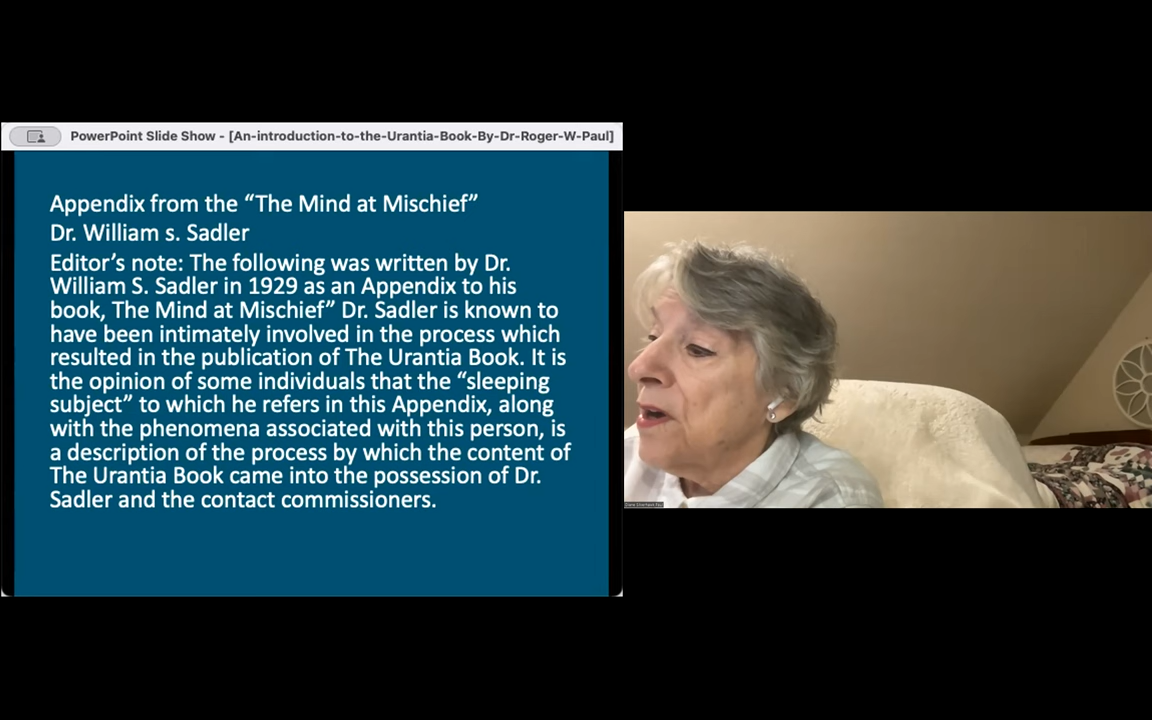 PowerPoint Slide Show - [An-introduction-to-the-Urantia-Book-By-Dr-Roger-W-Paul]
Appendix from the “The Mind at Mischief”
Dr. William s. Sadler
Editor’s note: The following was written by Dr.
William S. Sadler in 1929 as an Appendix to his
book, The Mind at Mischief” Dr. Sadler is known to
have been intimately involved in the process which
resulted in the publication of The Urantia Book. It is
the opinion of some individuals that the “sleeping
subject” to which he refers in this Appendix, along
with the phenomena associated with this person, is
a description of the process by which the content of
The Urantia Book came into the possession of Dr.
Sadler and the contact commissioners.